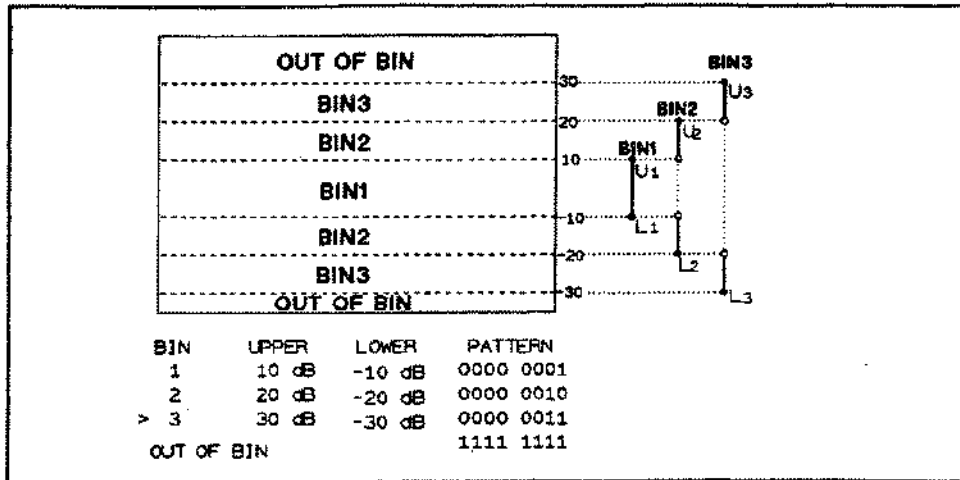 OUT OF BIN
BIN3
30
U3
BIN3
BIN2
20
U2
BIN2
BIN1
10
U1
BIN1
-10
L1
BIN2
-20
L2
BIN3
-30
L3
OUT OF BIN
BIN UPPER LOWER PATTERN
1 10 dB -10 dB 0000 0001
2 20 dB -20 dB 0000 0010
> 3 30 dB -30 dB 0000 0011
OUT OF BIN 1111 1111